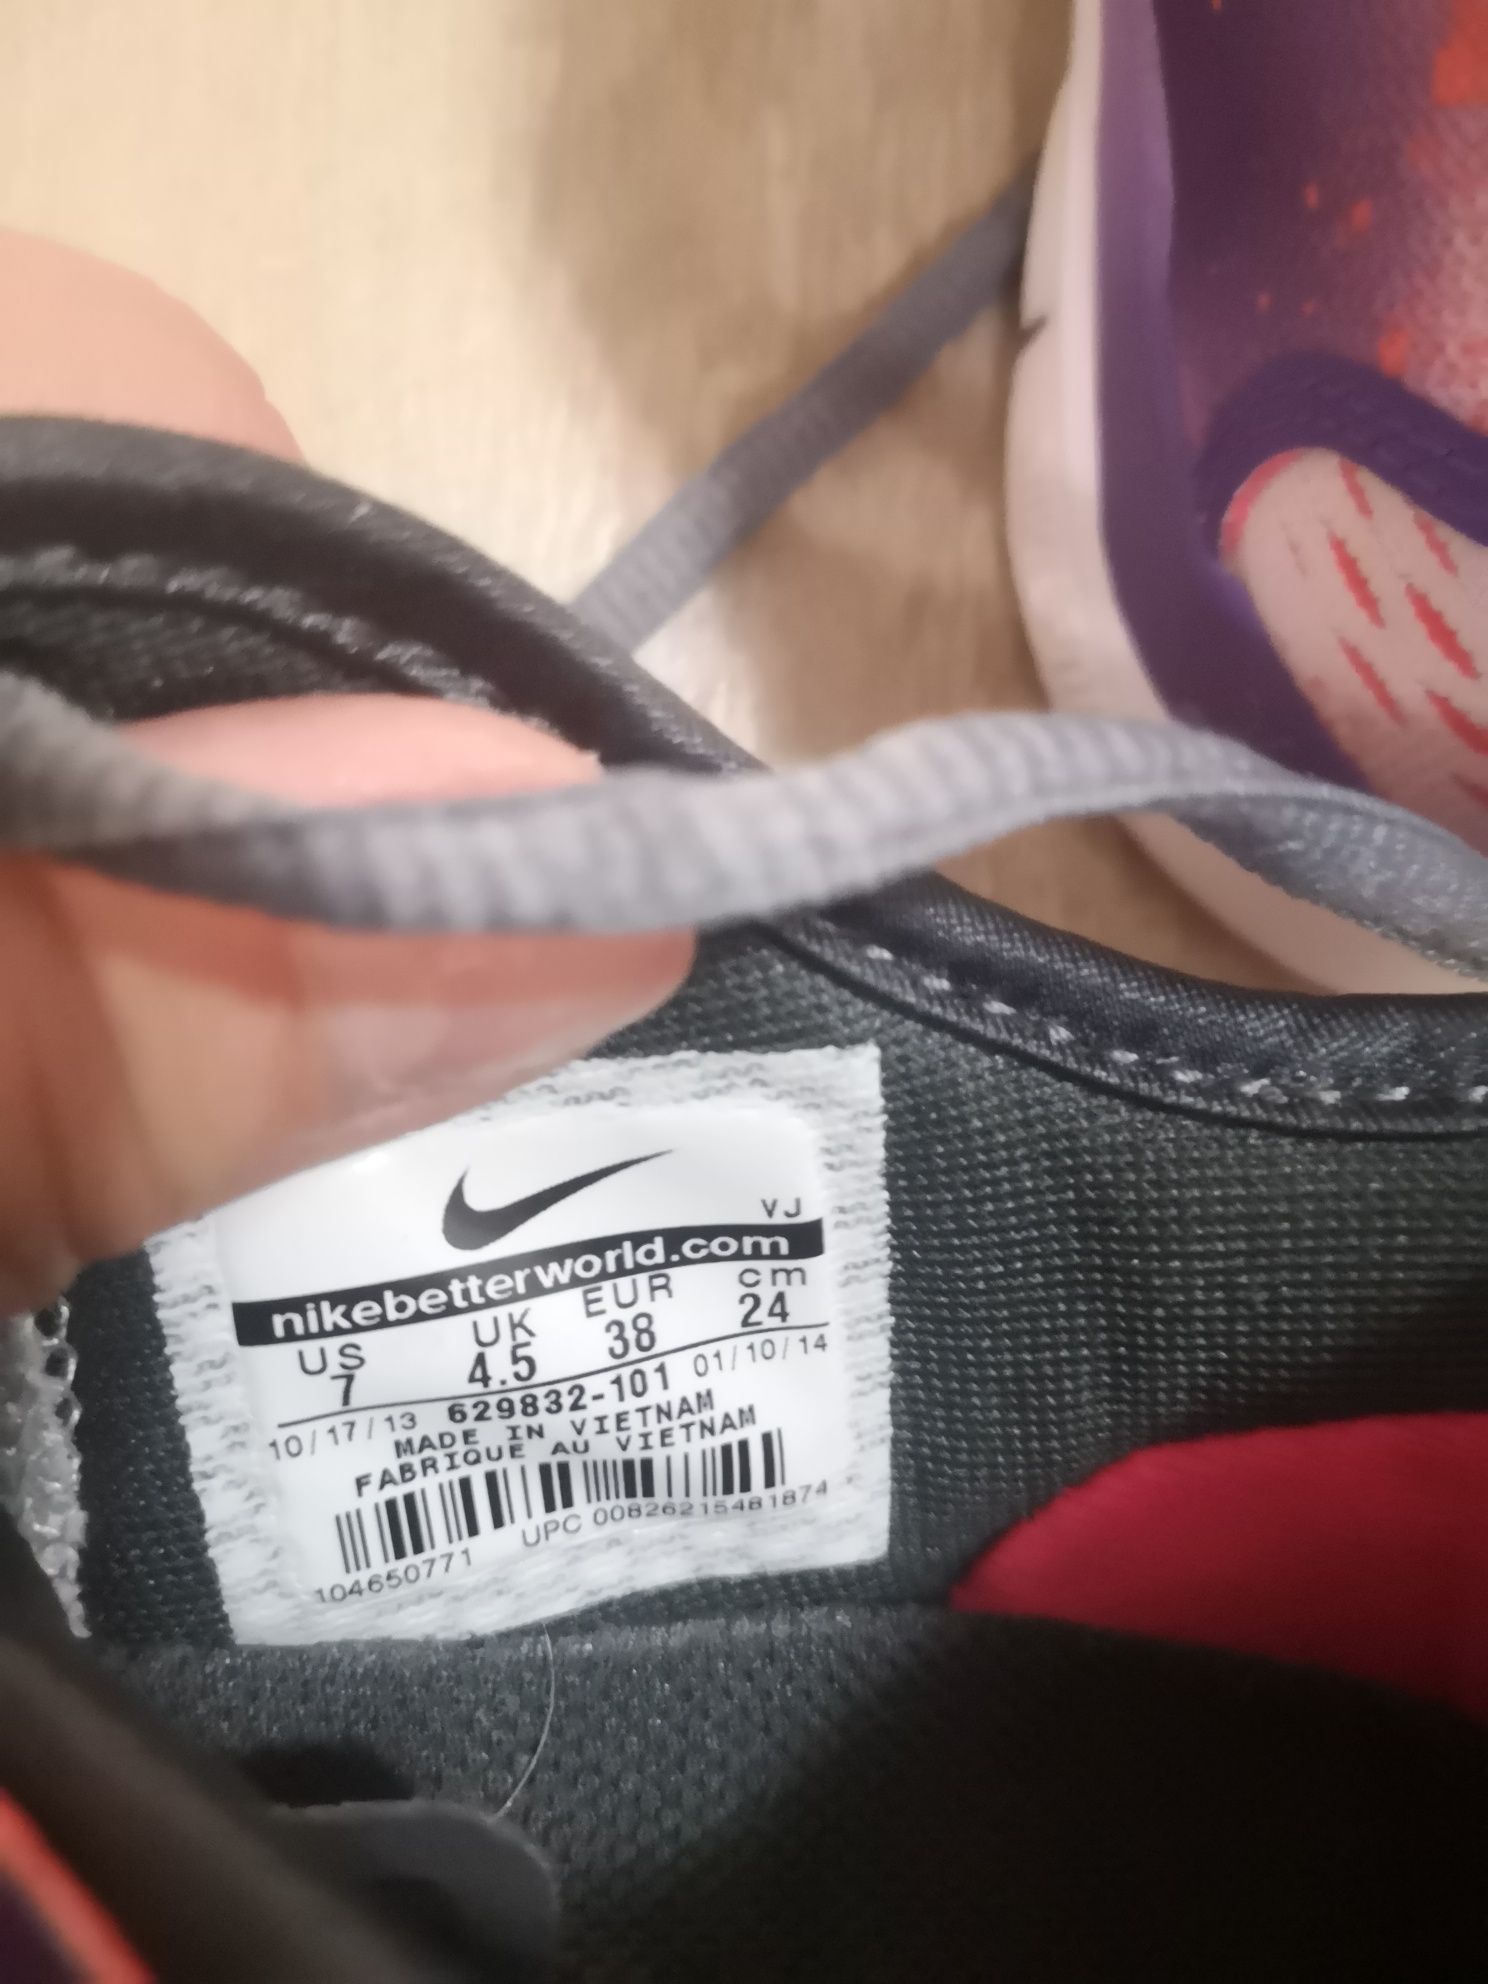 VJ
nikebetterworld.com
US UK EUR cm
7 4.5 38 24
10/17/13 629832-101 01/10/14
MADE IN VIETNAM
FABRIQUE AU VIETNAM
104650771 UPC 00826215481874